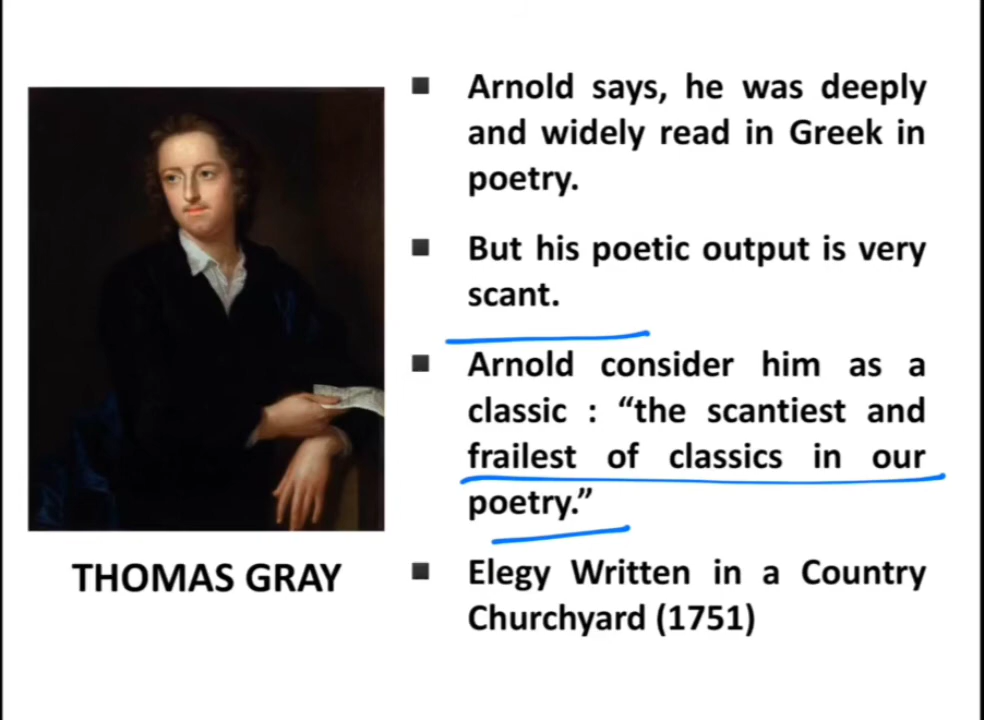 Arnold says, he was deeply
and widely read in Greek in
poetry.
But his poetic output is very
scant.
Arnold consider him as a
classic : “the scantiest and
frailest of classics in our
poetry.”
Elegy Written in a Country
Churchyard (1751)
THOMAS GRAY